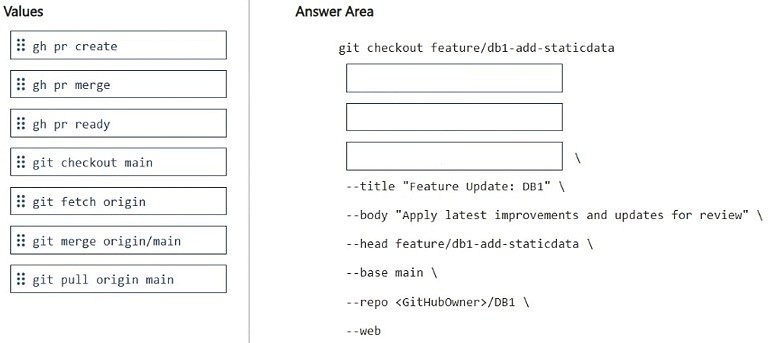 Values
gh pr create
gh pr merge
gh pr ready
git checkout main
git fetch origin
git merge origin/main
git pull origin main
Answer Area
git checkout feature/db1-add-staticdata
\
--title "Feature Update: DB1" \
--body "Apply latest improvements and updates for review" \
--head feature/db1-add-staticdata \
--base main \
--repo <GitHubOwner>/DB1 \
--web